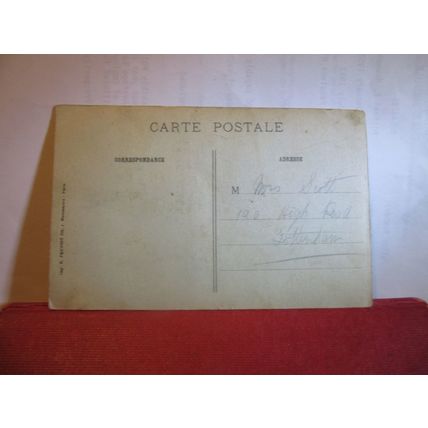 CARTE POSTALE
CORRESPONDANCE
ADRESSE
M Mrs Scott
190 High Road
Tottenham